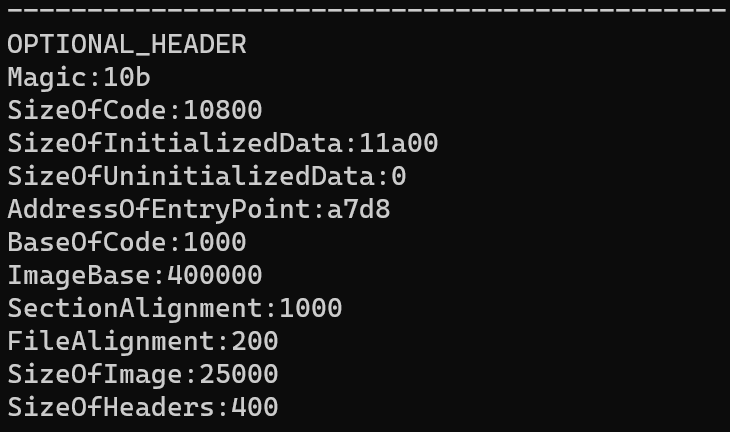 ---------------------------------------------
OPTIONAL_HEADER
Magic:10b
SizeOfCode:10800
SizeOfInitializedData:11a00
SizeOfUninitializedData:0
AddressOfEntryPoint:a7d8
BaseOfCode:1000
ImageBase:400000
SectionAlignment:1000
FileAlignment:200
SizeOfImage:25000
SizeOfHeaders:400